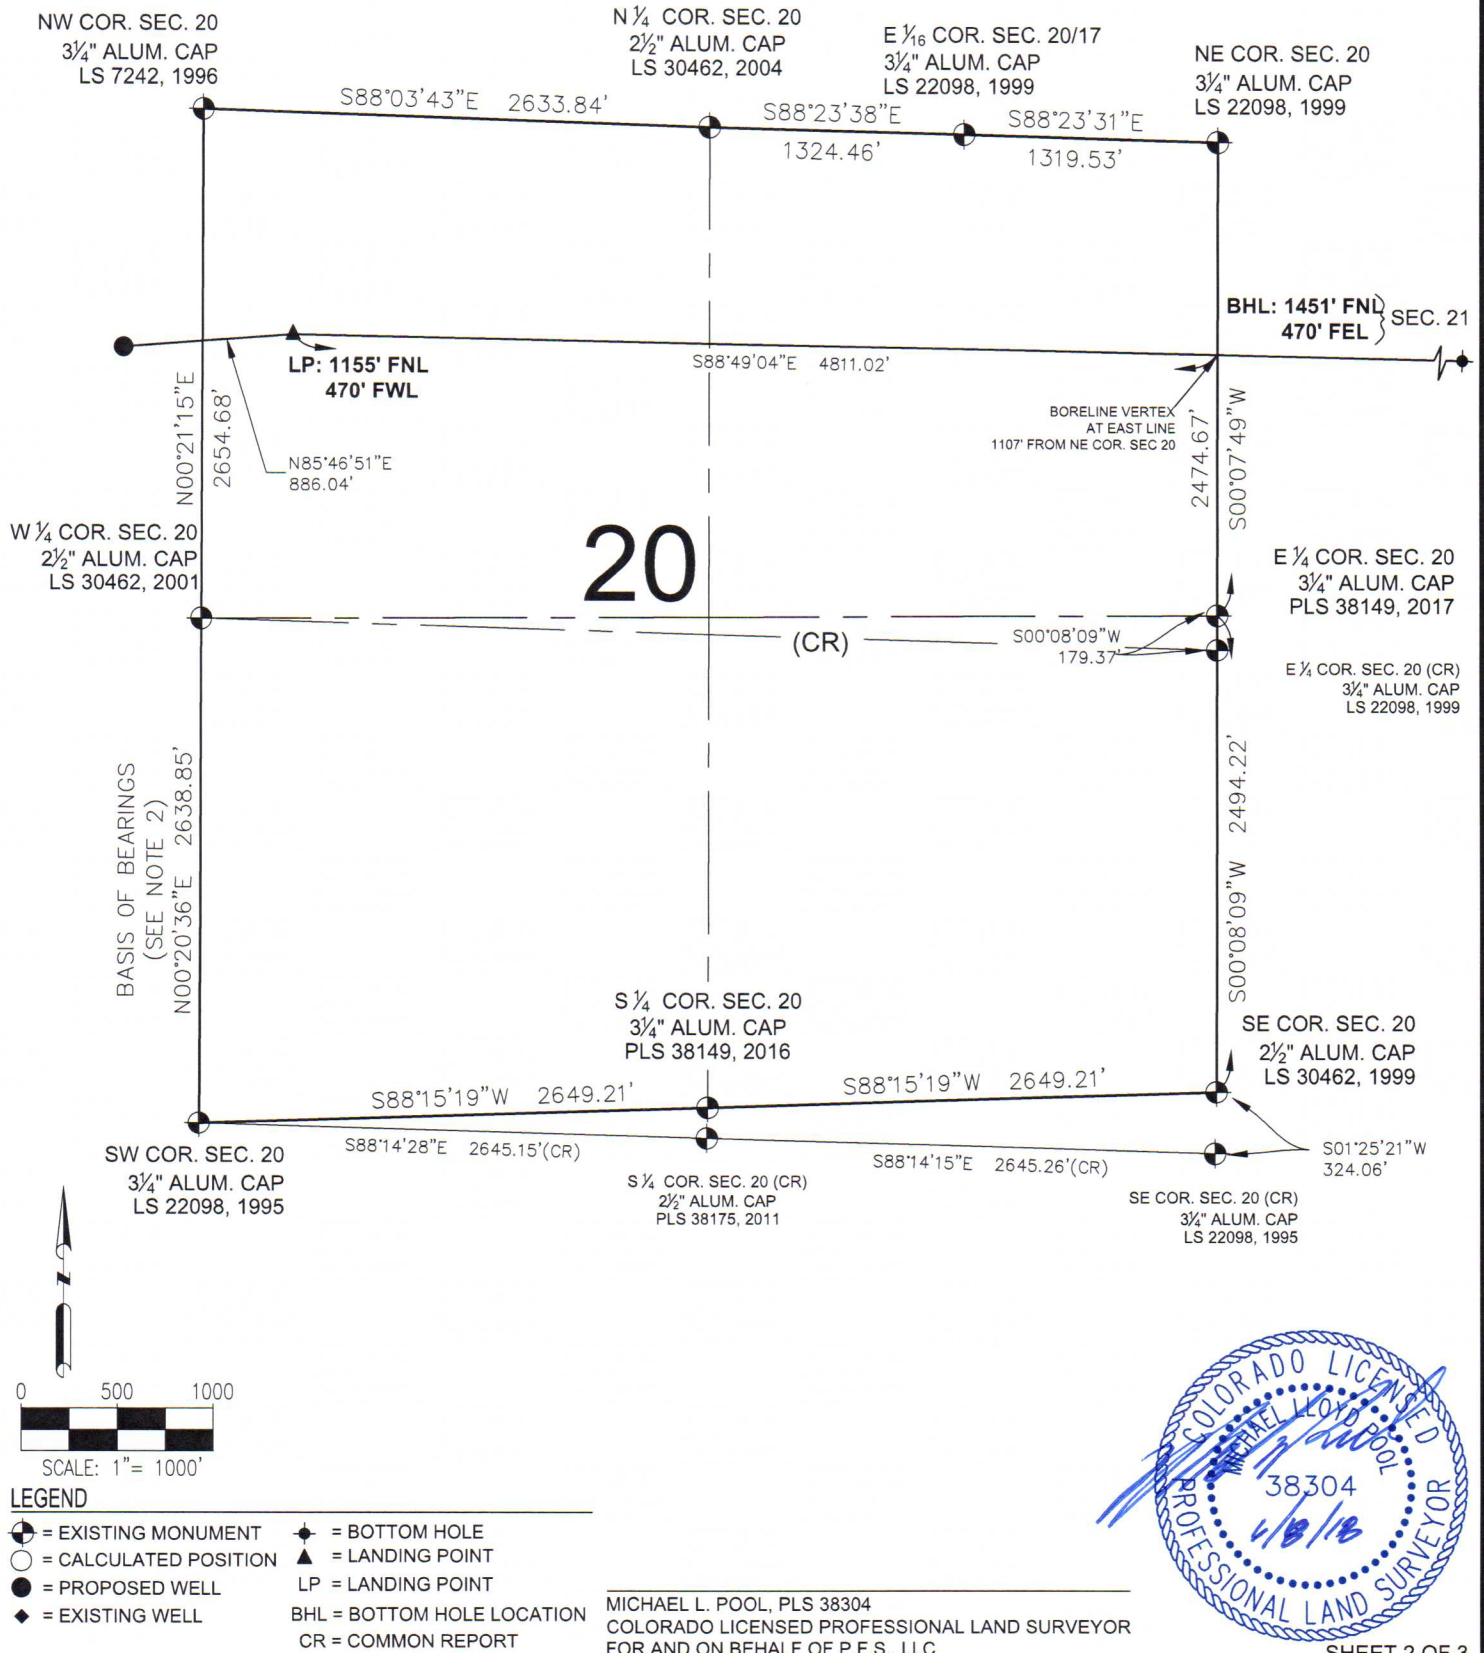 NW COR. SEC. 20
3¼" ALUM. CAP
LS 7242, 1996
N ¼ COR. SEC. 20
2½" ALUM. CAP
LS 30462, 2004
E ⅟16 COR. SEC. 20/17
3¼" ALUM. CAP
LS 22098, 1999
NE COR. SEC. 20
3¼" ALUM. CAP
LS 22098, 1999
S88°03'43"E 2633.84'
S88°23'38"E
1324.46'
S88°23'31"E
1319.53'
BHL: 1451' FNL
470' FEL
SEC. 21
LP: 1155' FNL
470' FWL
S88°49'04"E 4811.02'
BORELINE VERTEX
AT EAST LINE
1107' FROM NE COR. SEC 20
N00°21'15"E
2654.68'
N85°46'51"E
886.04'
2474.67'
S00°07'49"W
W ¼ COR. SEC. 20
2½" ALUM. CAP
LS 30462, 2001
20
(CR)
S00°08'09"W
179.37'
E ¼ COR. SEC. 20
3¼" ALUM. CAP
PLS 38149, 2017
E ¼ COR. SEC. 20 (CR)
3¼" ALUM. CAP
LS 22098, 1999
BASIS OF BEARINGS
(SEE NOTE 2)
N00°20'36"E 2638.85'
S00°08'09"W 2494.22'
S ¼ COR. SEC. 20
3¼" ALUM. CAP
PLS 38149, 2016
SE COR. SEC. 20
2½" ALUM. CAP
LS 30462, 1999
S88°15'19"W 2649.21'
S88°15'19"W 2649.21'
S88°14'28"E 2645.15'(CR)
S88°14'15"E 2645.26'(CR)
S01°25'21"W
324.06'
SW COR. SEC. 20
3¼" ALUM. CAP
LS 22098, 1995
S ¼ COR. SEC. 20 (CR)
2½" ALUM. CAP
PLS 38175, 2011
SE COR. SEC. 20 (CR)
3¼" ALUM. CAP
LS 22098, 1995
N
0 500 1000
SCALE: 1"= 1000'
LEGEND
= EXISTING MONUMENT
= CALCULATED POSITION
= PROPOSED WELL
= EXISTING WELL
= BOTTOM HOLE
= LANDING POINT
LP = LANDING POINT
BHL = BOTTOM HOLE LOCATION
CR = COMMON REPORT
COLORADO LICENSED
MICHAEL LLOYD POOL
38304
PROFESSIONAL LAND SURVEYOR
MICHAEL L. POOL, PLS 38304
COLORADO LICENSED PROFESSIONAL LAND SURVEYOR
FOR AND ON BEHALF OF P.F.S., LLC
SHEET 2 OF 3